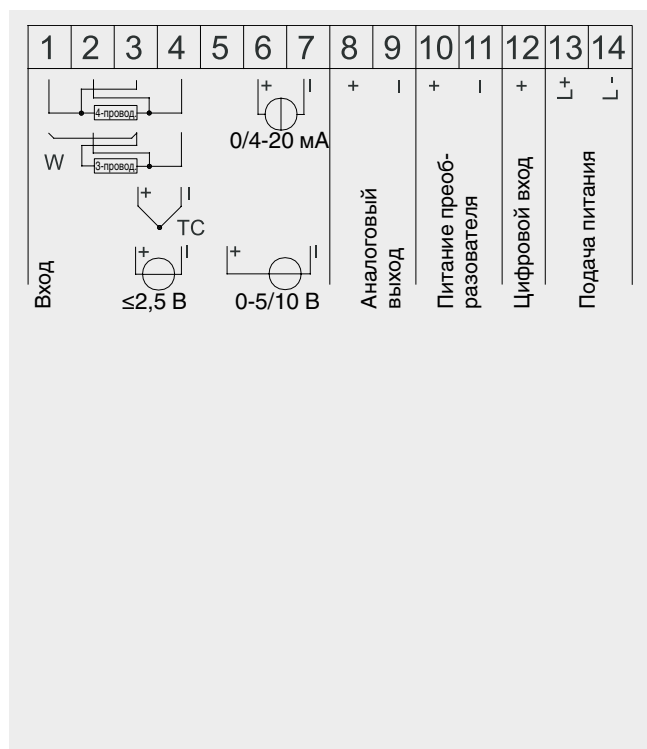 1 2 3 4 5 6 7 8 9 10 11 12 13 14
+ − + − + − + L+ L-
4-провод.
0/4-20 мА
W 3-провод.
+ −
TC
+ − + −
≤2,5 В 0-5/10 В
Вход
Аналоговый
выход
Питание преоб-
разователя
Цифровой вход
Подача питания